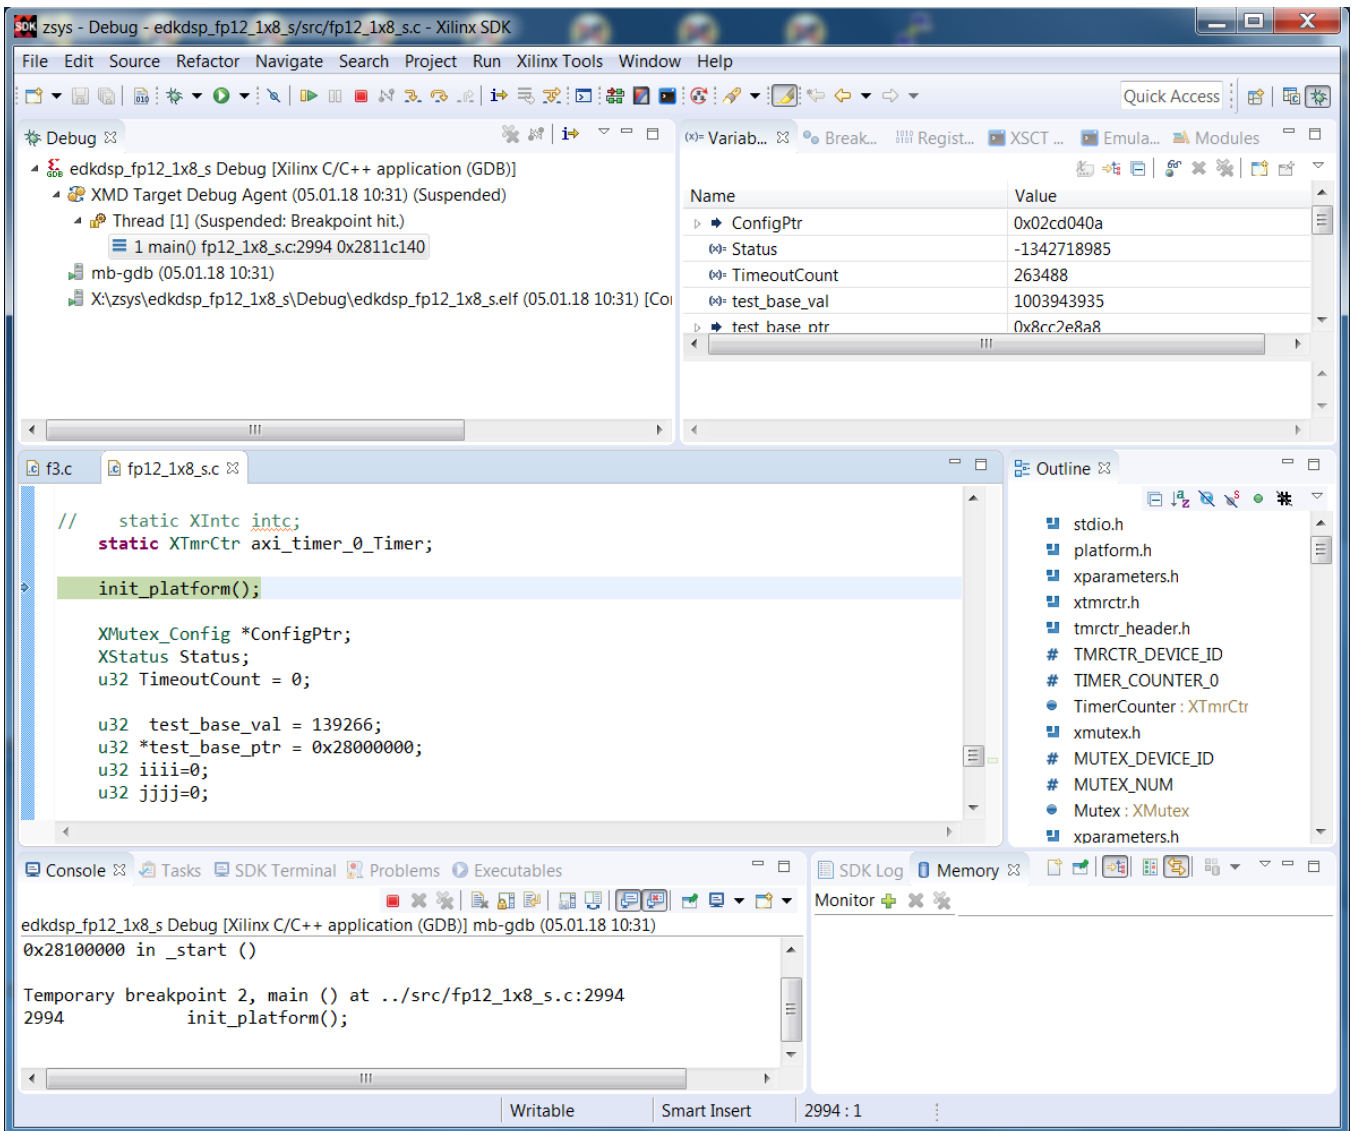 SDK zsys - Debug - edkdsp_fp12_1x8_s/src/fp12_1x8_s.c - Xilinx SDK
File Edit Source Refactor Navigate Search Project Run Xilinx Tools Window Help
Quick Access
Debug
edkdsp_fp12_1x8_s Debug [Xilinx C/C++ application (GDB)]
XMD Target Debug Agent (05.01.18 10:31) (Suspended)
Thread [1] (Suspended: Breakpoint hit.)
1 main() fp12_1x8_s.c:2994 0x2811c140
mb-gdb (05.01.18 10:31)
X:\zsys\edkdsp_fp12_1x8_s\Debug\edkdsp_fp12_1x8_s.elf (05.01.18 10:31) [Co
(x)= Variab... Break... Regist... XSCT ... Emula... Modules
Name Value
ConfigPtr 0x02cd040a
(x)= Status -1342718985
(x)= TimeoutCount 263488
(x)= test_base_val 1003943935
test_base_ptr 0x8cc2e8a8
f3.c fp12_1x8_s.c
// static XIntc intc;
static XTmrCtr axi_timer_0_Timer;
init_platform();
XMutex_Config *ConfigPtr;
XStatus Status;
u32 TimeoutCount = 0;
u32 test_base_val = 139266;
u32 *test_base_ptr = 0x28000000;
u32 iiii=0;
u32 jjjj=0;
Outline
stdio.h
platform.h
xparameters.h
xtmrctr.h
tmrctr_header.h
# TMRCTR_DEVICE_ID
# TIMER_COUNTER_0
TimerCounter : XTmrCtr
xmutex.h
# MUTEX_DEVICE_ID
# MUTEX_NUM
Mutex : XMutex
xparameters.h
Console Tasks SDK Terminal Problems Executables
edkdsp_fp12_1x8_s Debug [Xilinx C/C++ application (GDB)] mb-gdb (05.01.18 10:31)
0x28100000 in _start ()
Temporary breakpoint 2, main () at ../src/fp12_1x8_s.c:2994
2994 init_platform();
SDK Log Memory
Monitor
Writable Smart Insert 2994 : 1